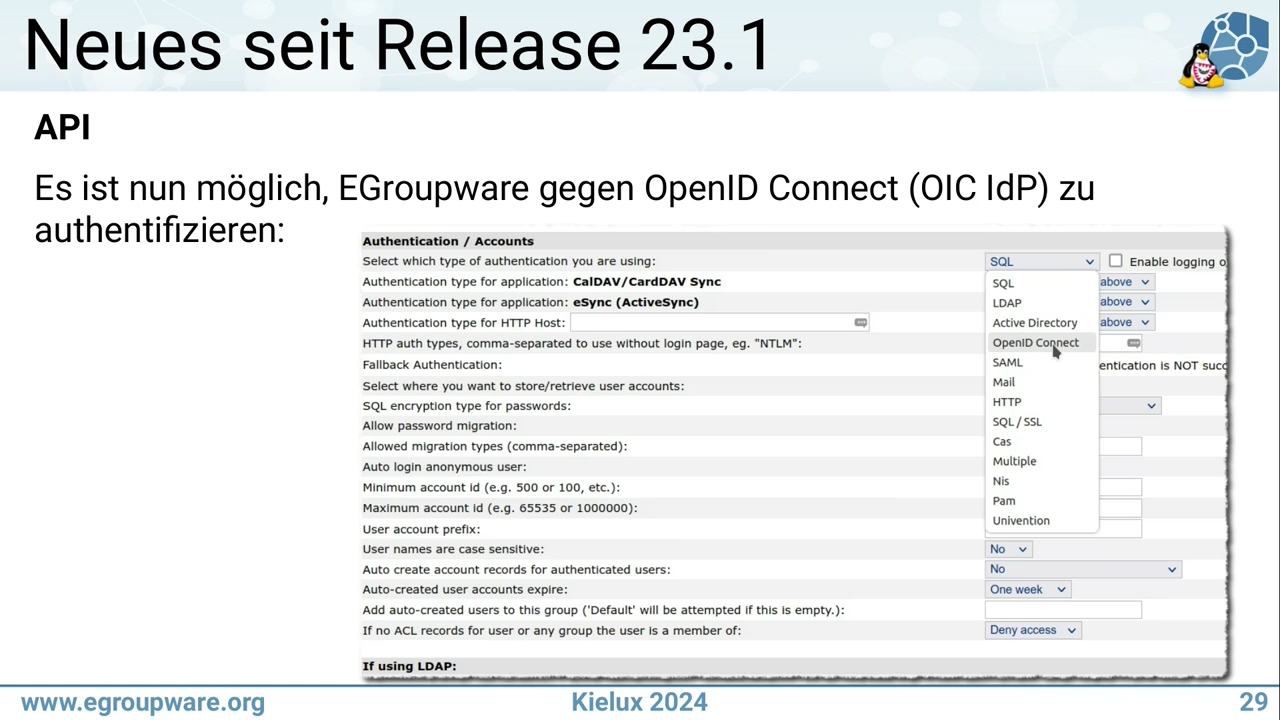 Neues seit Release 23.1
API
Es ist nun möglich, EGroupware gegen OpenID Connect (OIC IdP) zu
authentifizieren:
Authentication / Accounts
Select which type of authentication you are using: SQL Enable logging o
Authentication type for application: CalDAV/CardDAV Sync above
Authentication type for application: eSync (ActiveSync) above
Authentication type for HTTP Host: above
HTTP auth types, comma-separated to use without login page, eg. "NTLM":
Fallback Authentication: entication is NOT succ
Select where you want to store/retrieve user accounts:
SQL encryption type for passwords:
Allow password migration:
Allowed migration types (comma-separated):
Auto login anonymous user:
Minimum account id (e.g. 500 or 100, etc.):
Maximum account id (e.g. 65535 or 1000000):
User account prefix:
SQL
LDAP
Active Directory
OpenID Connect
SAML
Mail
HTTP
SQL / SSL
Cas
Multiple
Nis
Pam
Univention
User names are case sensitive: No
Auto create account records for authenticated users: No
Auto-created user accounts expire: One week
Add auto-created users to this group ('Default' will be attempted if this is empty.):
If no ACL records for user or any group the user is a member of: Deny access
If using LDAP:
www.egroupware.org Kielux 2024 29